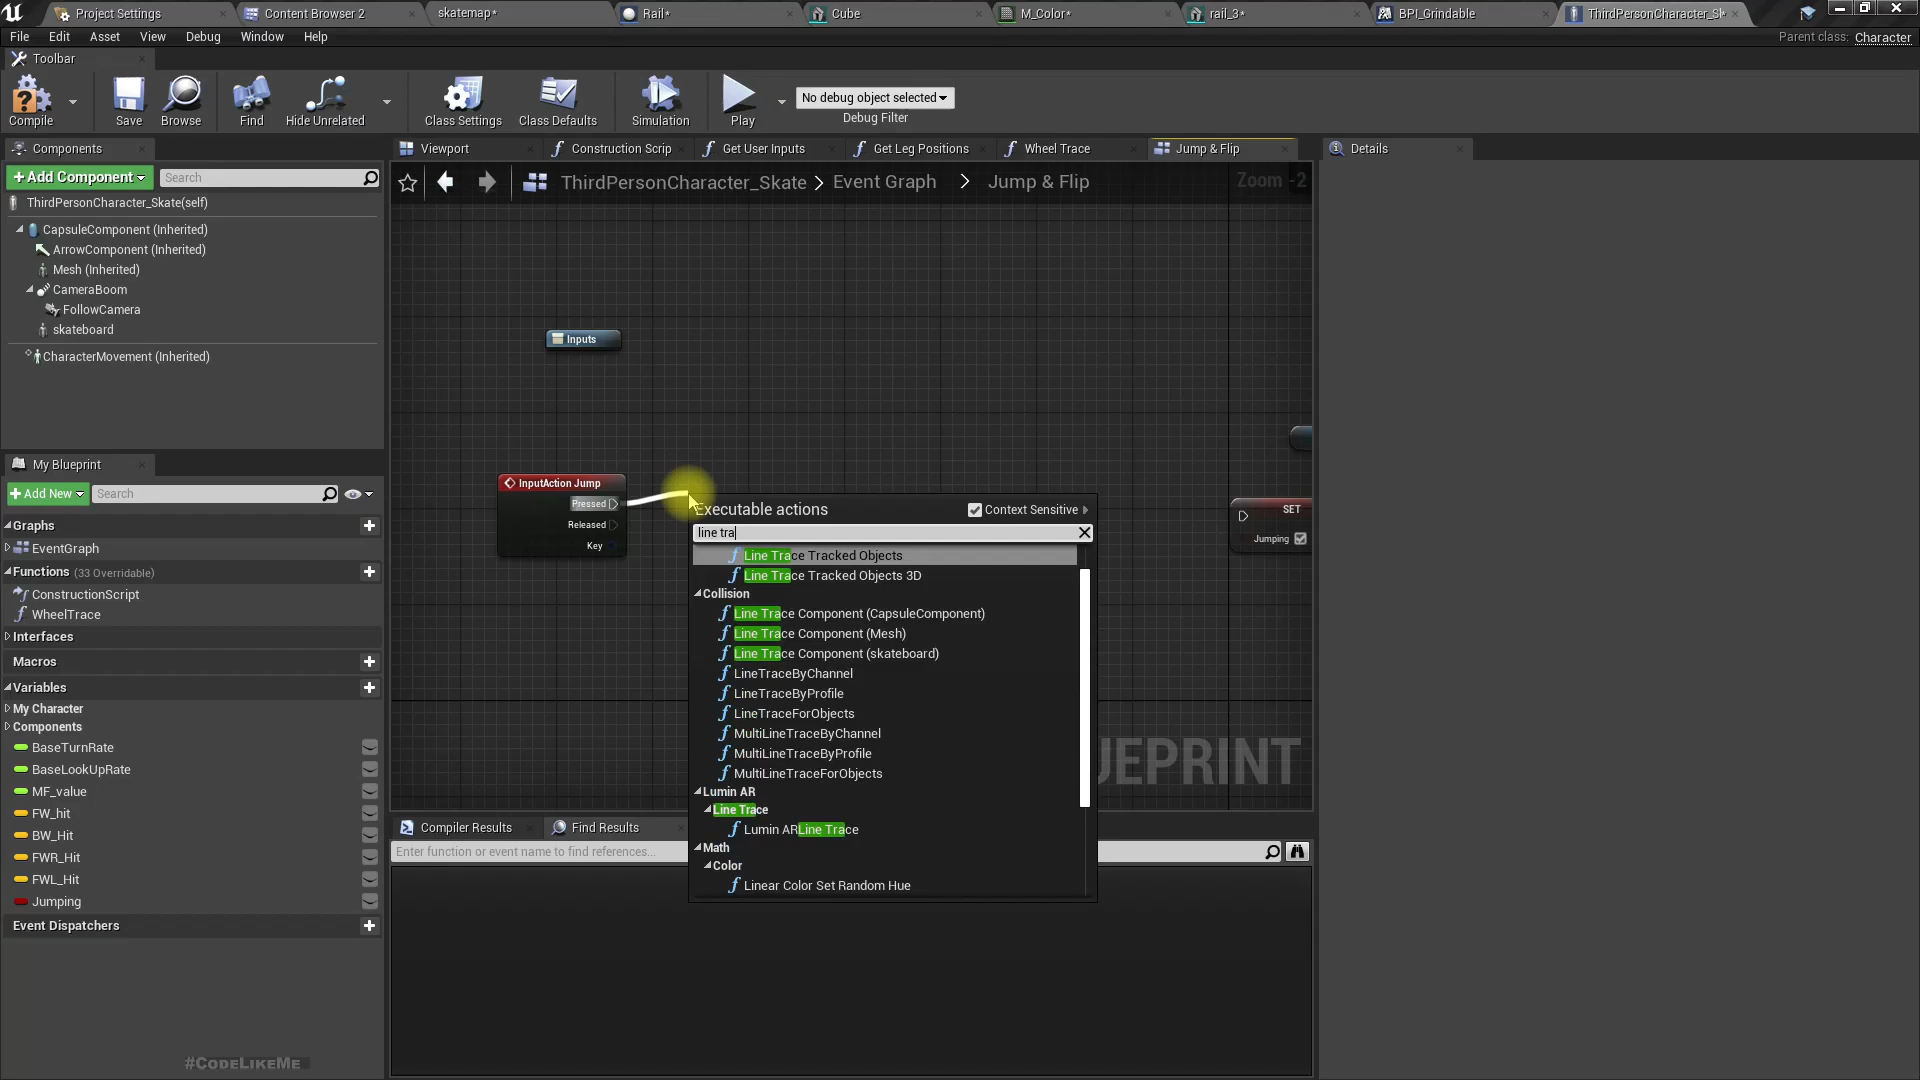 Project Settings
Content Browser 2
skatemap*
Rail*
Cube
M_Color*
rail_3*
BPI_Grindable
ThirdPersonCharacter_Sk
File Edit Asset View Debug Window Help
Parent class: Character
Toolbar
Compile
Save
Browse
Find
Hide Unrelated
Class Settings
Class Defaults
Simulation
Play
No debug object selected
Debug Filter
Components
Viewport
Construction Scrip
Get User Inputs
Get Leg Positions
Wheel Trace
Jump & Flip
Details
+Add Component
Search
ThirdPersonCharacter_Skate > Event Graph > Jump & Flip
Zoom -2
ThirdPersonCharacter_Skate(self)
CapsuleComponent (Inherited)
ArrowComponent (Inherited)
Mesh (Inherited)
CameraBoom
FollowCamera
skateboard
CharacterMovement (Inherited)
Inputs
InputAction Jump
Pressed
Released
Key
SET
Jumping
Executable actions
Context Sensitive
line tra
Line Trace Tracked Objects
Line Trace Tracked Objects 3D
Collision
Line Trace Component (CapsuleComponent)
Line Trace Component (Mesh)
Line Trace Component (skateboard)
LineTraceByChannel
LineTraceByProfile
LineTraceForObjects
MultiLineTraceByChannel
MultiLineTraceByProfile
MultiLineTraceForObjects
Lumin AR
Line Trace
Lumin ARLine Trace
Math
Color
Linear Color Set Random Hue
UEPRINT
My Blueprint
+Add New
Search
Graphs
EventGraph
Functions (33 Overridable)
ConstructionScript
WheelTrace
Interfaces
Macros
Variables
My Character
Components
BaseTurnRate
BaseLookUpRate
MF_value
FW_hit
BW_Hit
FWR_Hit
FWL_Hit
Jumping
Event Dispatchers
Compiler Results
Find Results
Enter function or event name to find references...
#CodeLikeMe